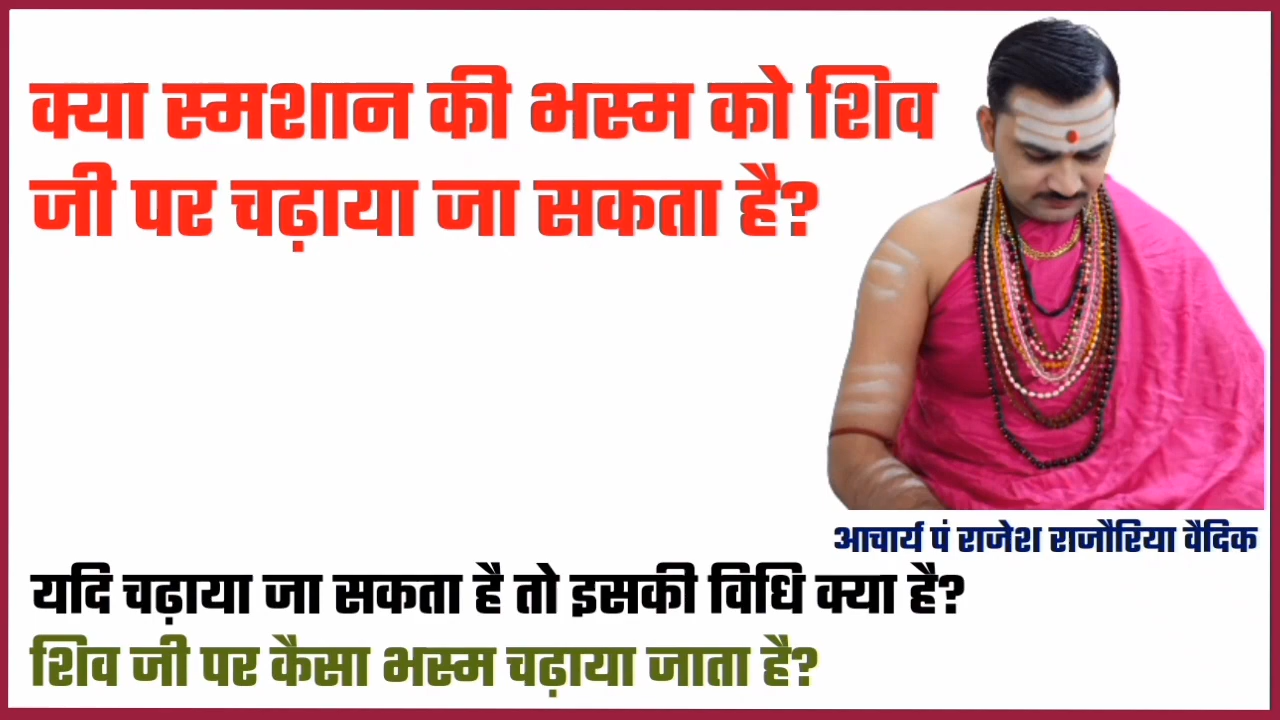 क्या स्मशान की भस्म को शिव
जी पर चढ़ाया जा सकता है?
आचार्य पं राजेश राजौरिया वैदिक
यदि चढ़ाया जा सकता है तो इसकी विधि क्या है?
शिव जी पर कैसा भस्म चढ़ाया जाता है?